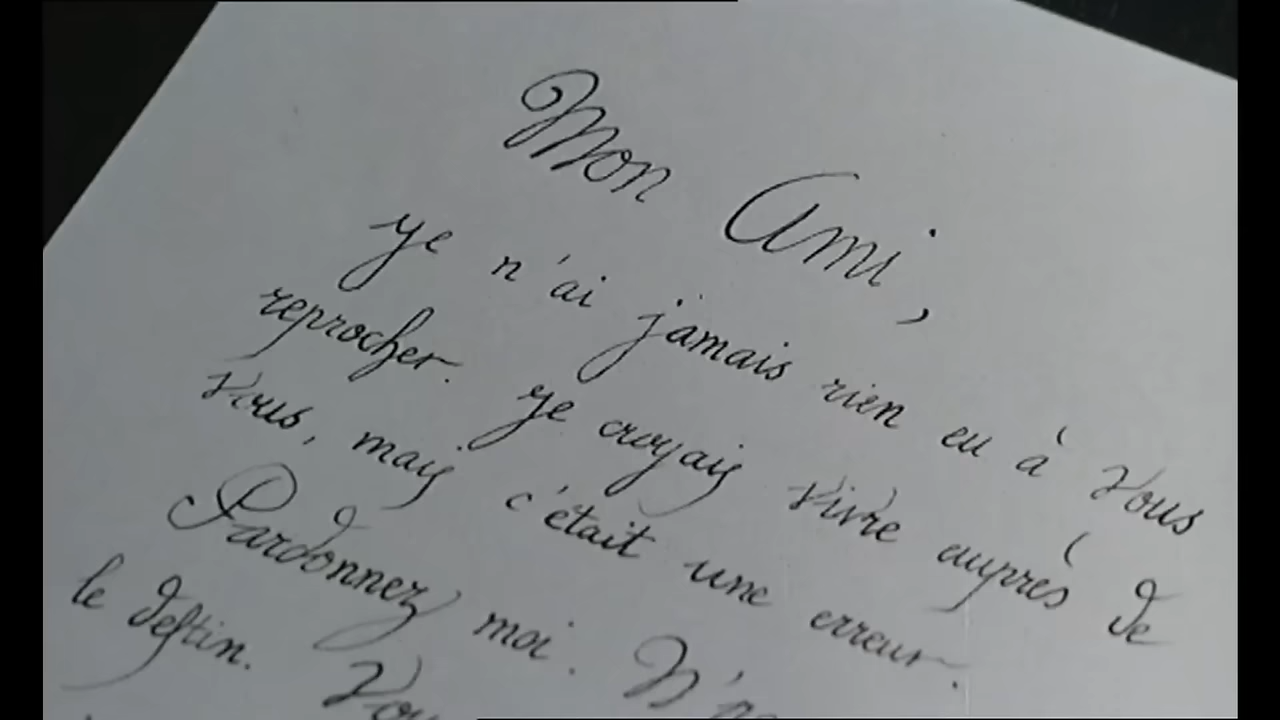 Mon Ami,
Je n'ai jamais rien eu à vous
reprocher. Je croyais vivre auprès de
vous, mais c'était une erreur.
Pardonnez moi.
le destin.